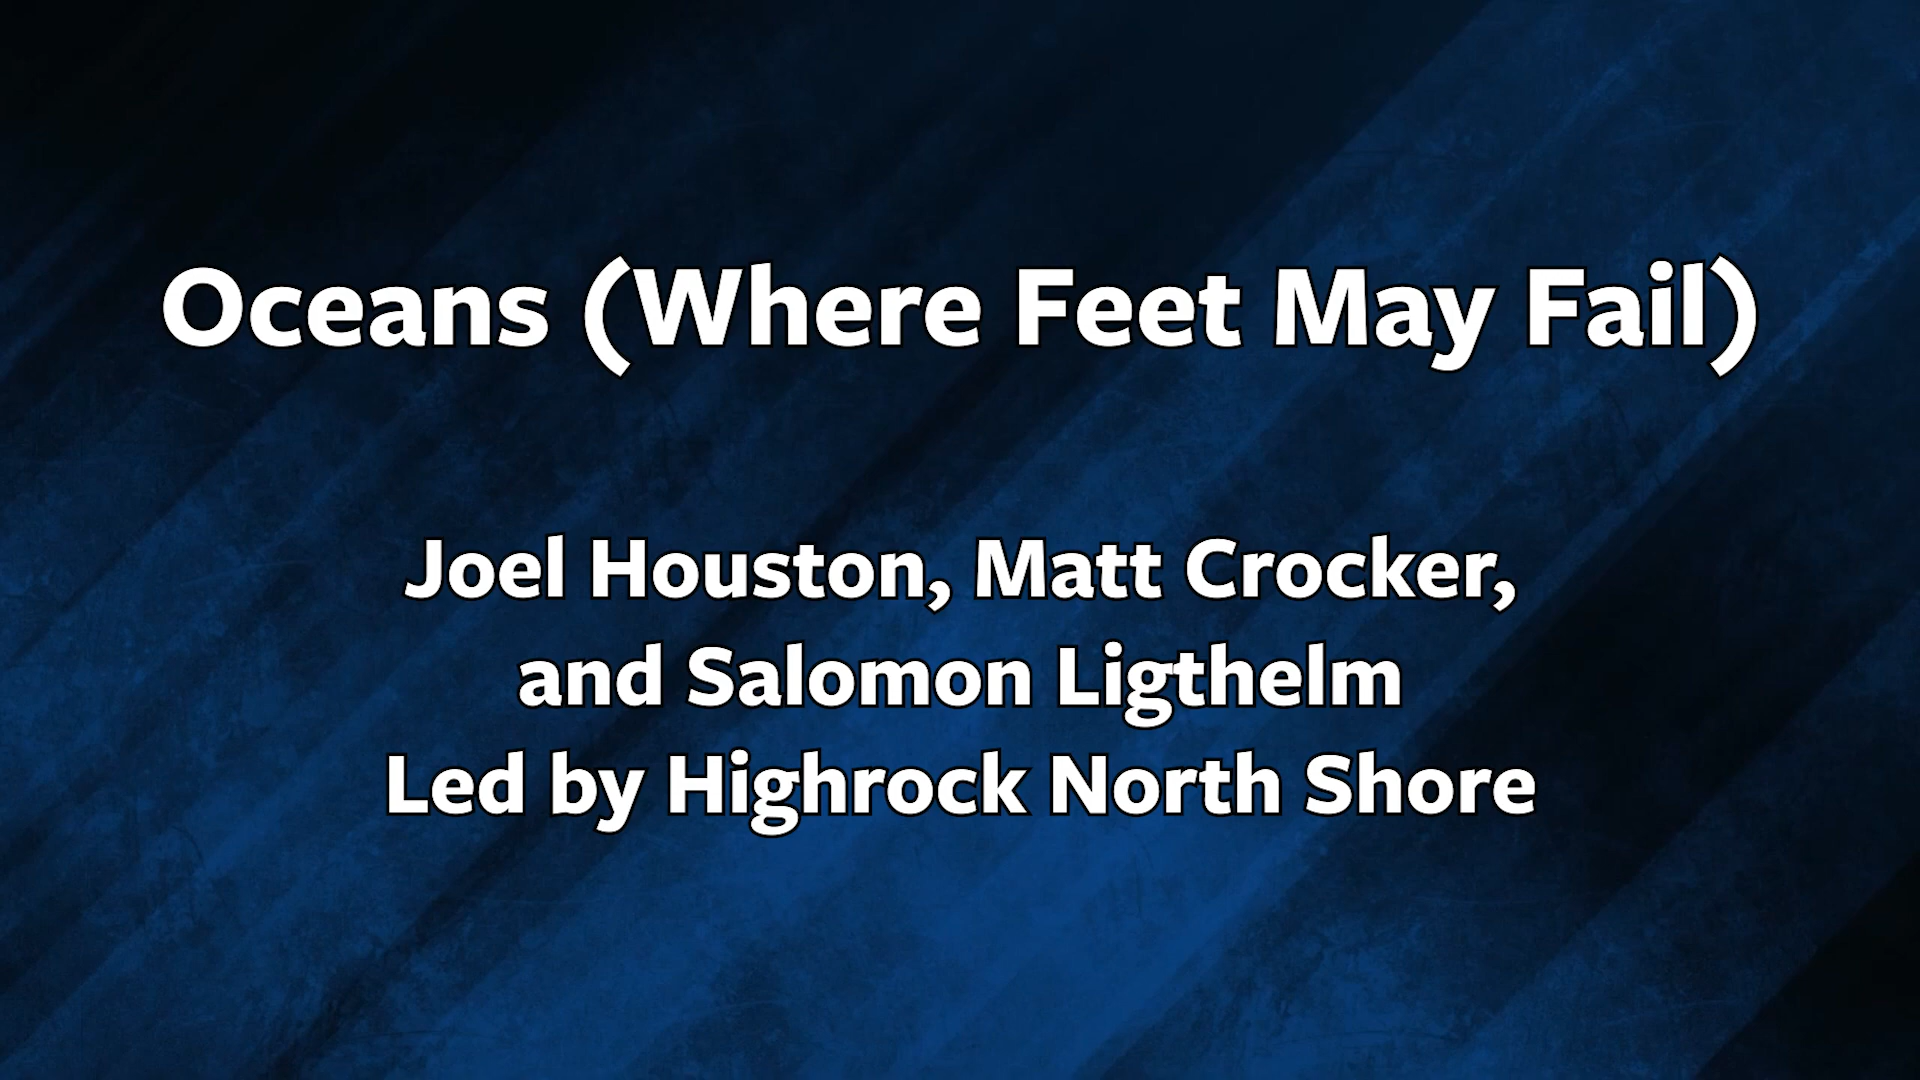 Oceans (Where Feet May Fail)
Joel Houston, Matt Crocker,
and Salomon Ligthelm
Led by Highrock North Shore